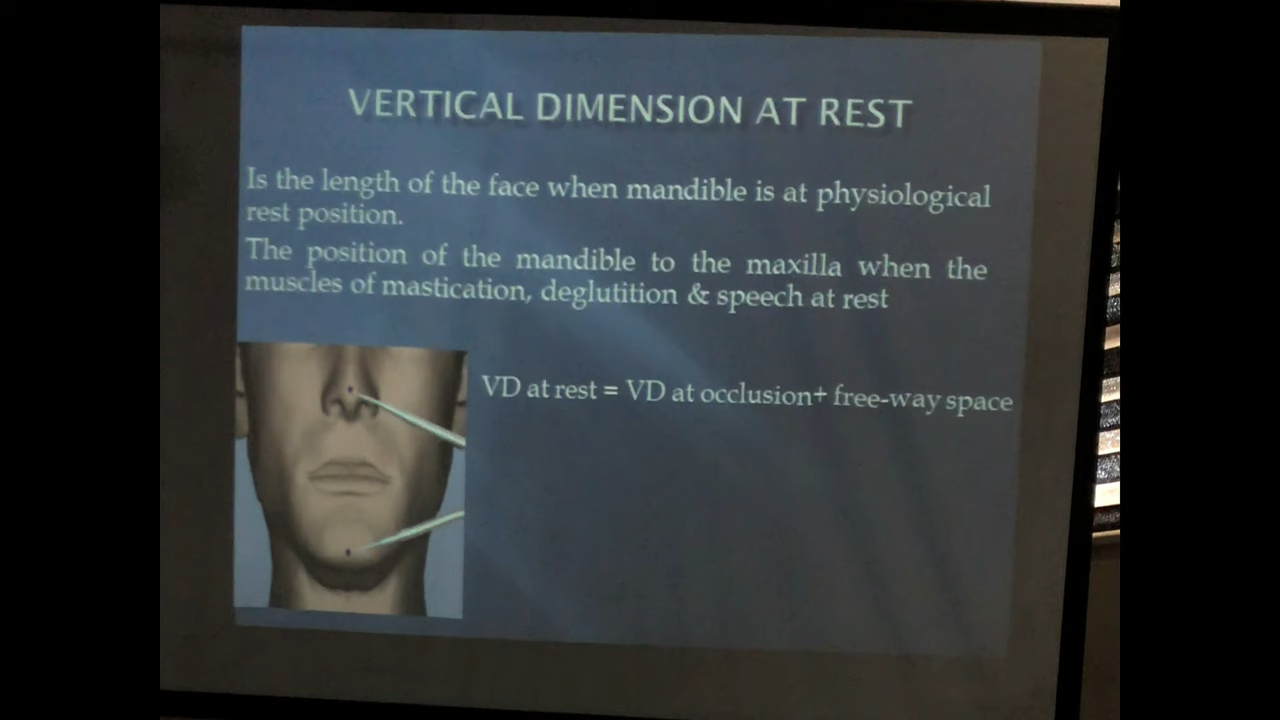 VERTICAL DIMENSION AT REST
Is the length of the face when mandible is at physiological
rest position.
The position of the mandible to the maxilla when the
muscles of mastication, deglutition & speech at rest
VD at rest = VD at occlusion+ free-way space